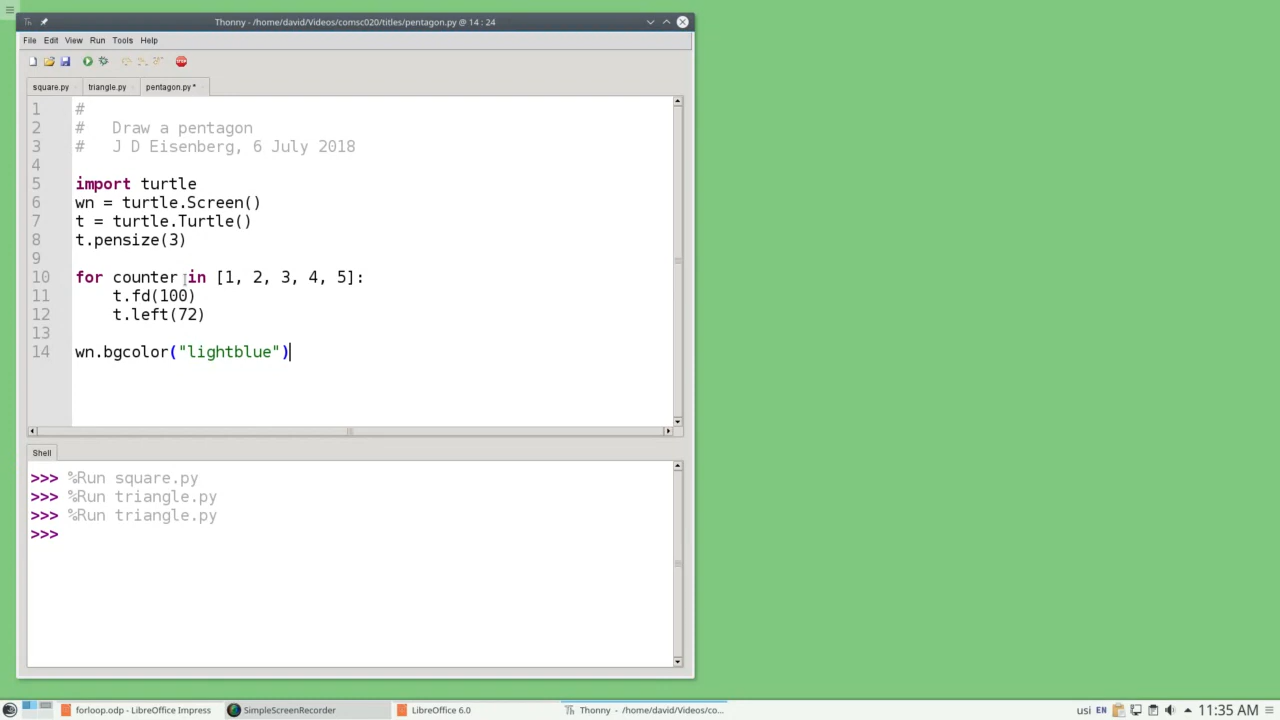 Thonny - /home/david/Videos/comsc020/titles/pentagon.py @ 14 : 24
File Edit View Run Tools Help
square.py triangle.py pentagon.py *
1 #
2 #   Draw a pentagon
3 #   J D Eisenberg, 6 July 2018
4
5 import turtle
6 wn = turtle.Screen()
7 t = turtle.Turtle()
8 t.pensize(3)
9
10 for counter in [1, 2, 3, 4, 5]:
11     t.fd(100)
12     t.left(72)
13
14 wn.bgcolor("lightblue")
Shell
>>> %Run square.py
>>> %Run triangle.py
>>> %Run triangle.py
>>>
forloop.odp - LibreOffice Impress SimpleScreenRecorder LibreOffice 6.0 Thonny - /home/david/Videos/co... usi EN 11:35 AM